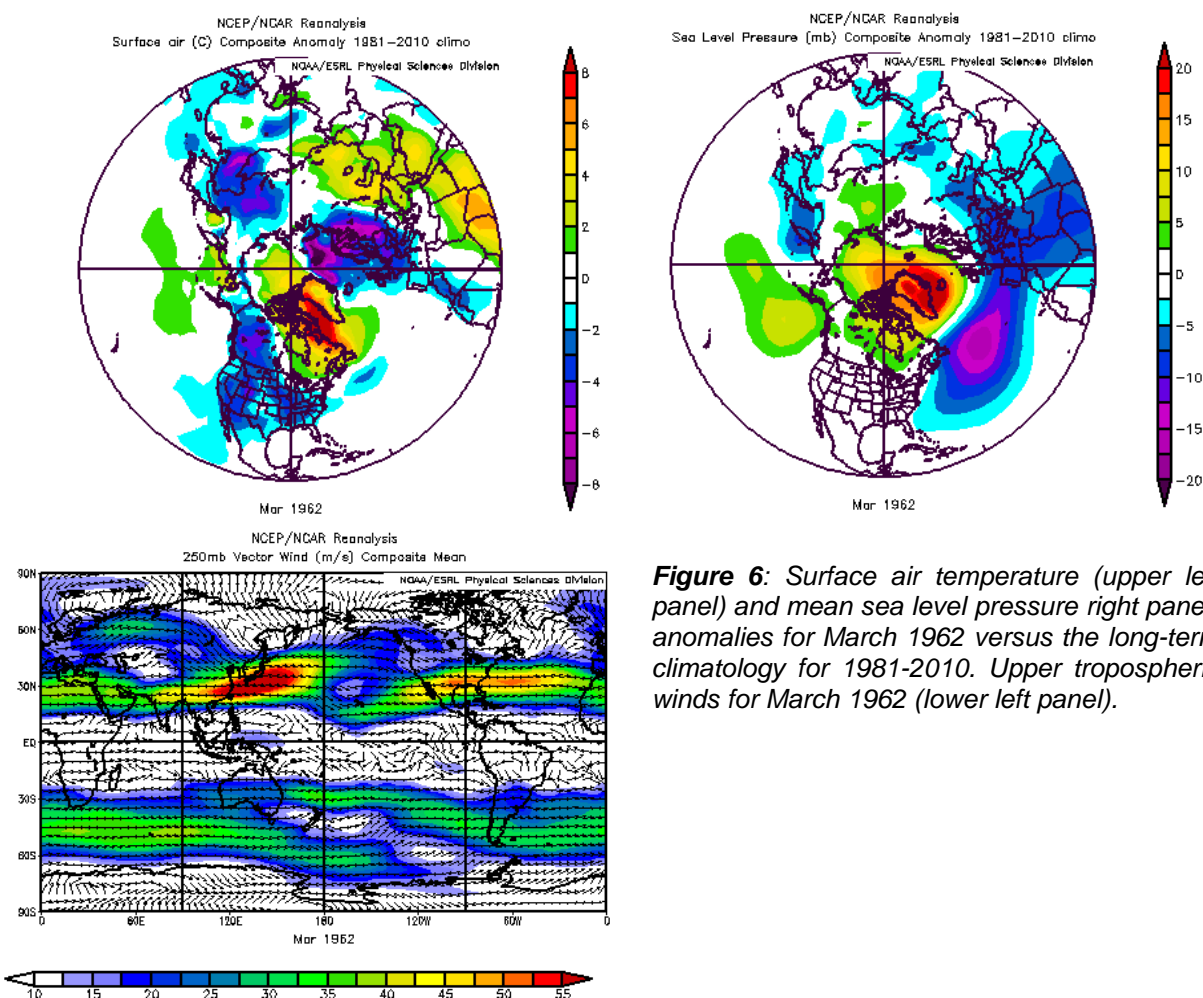 NCEP/NCAR Reanalysis
Surface air (C) Composite Anomaly 1981-2010 climo
NOAA/ESRL Physical Sciences Division
8
6
4
2
0
-2
-4
-6
-8
Mar 1962
NCEP/NCAR Reanalysis
Sea Level Pressure (mb) Composite Anomaly 1981-2010 climo
NOAA/ESRL Physical Sciences Division
20
15
10
5
0
-5
-10
-15
-20
Mar 1962
NCEP/NCAR Reanalysis
250mb Vector Wind (m/s) Composite Mean
NOAA/ESRL Physical Sciences Division
90N
60N
30N
EQ
30S
60S
90S
0 60E 120E 180 120W 60W 0
Mar 1962
10 15 20 25 30 35 40 45 50 55
Figure 6: Surface air temperature (upper le
panel) and mean sea level pressure right pane
anomalies for March 1962 versus the long-ter
climatology for 1981-2010. Upper tropospher
winds for March 1962 (lower left panel).